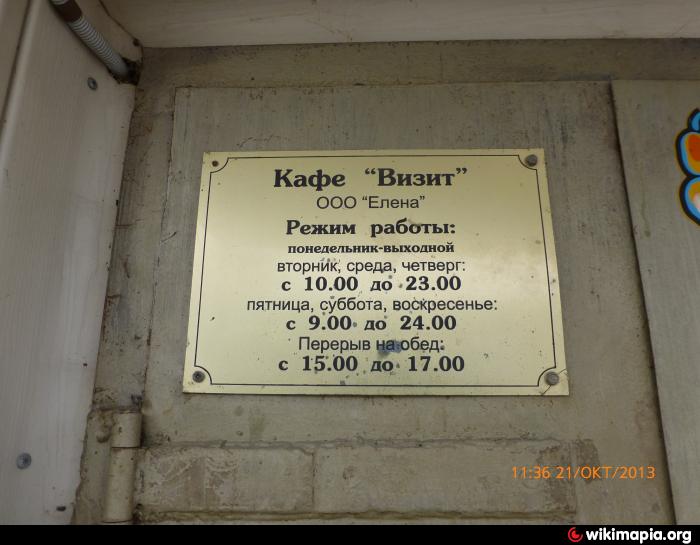 Кафе “Визит”
ООО “Елена”
Режим работы:
понедельник-выходной
вторник, среда, четверг:
с 10.00 до 23.00
пятница, суббота, воскресенье:
с 9.00 до 24.00
Перерыв на обед:
с 15.00 до 17.00
11:36 21/ОКТ/2013
wikimapia.org